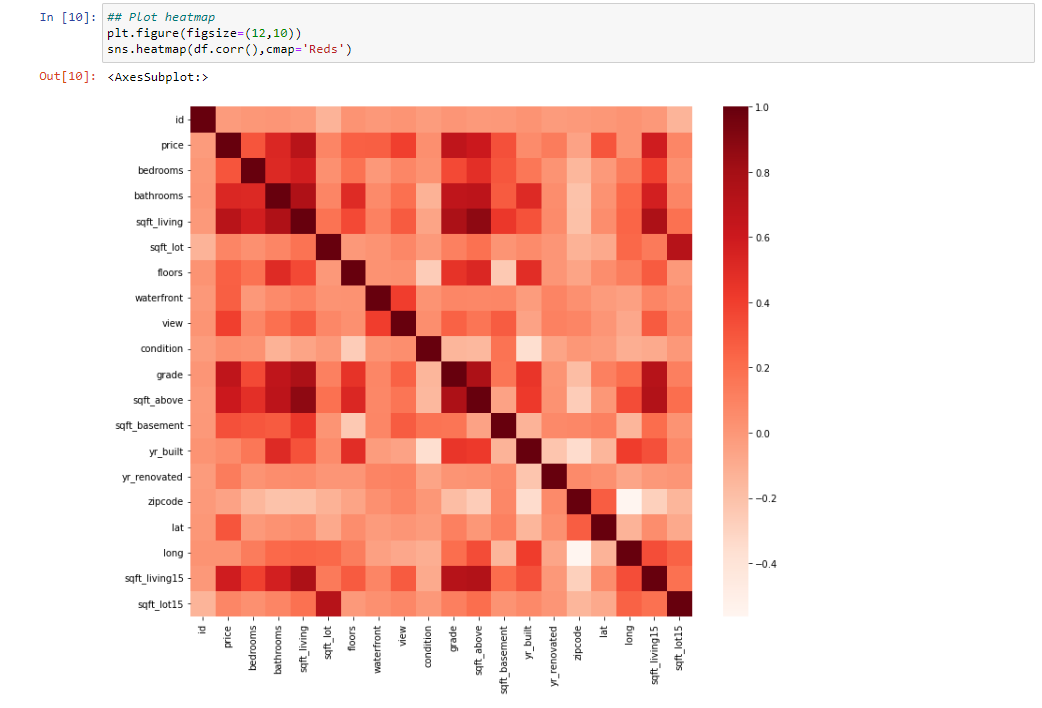 In [10]: ## Plot heatmap
plt.figure(figsize=(12,10))
sns.heatmap(df.corr(),cmap='Reds')
Out[10]: <AxesSubplot:>
id
price
bedrooms
bathrooms
sqft_living
sqft_lot
floors
waterfront
view
condition
grade
sqft_above
sqft_basement
yr_built
yr_renovated
zipcode
lat
long
sqft_living15
sqft_lot15
id
price
bedrooms
bathrooms
sqft_living
sqft_lot
floors
waterfront
view
condition
grade
sqft_above
sqft_basement
yr_built
yr_renovated
zipcode
lat
long
sqft_living15
sqft_lot15
1.0
0.8
0.6
0.4
0.2
0.0
−0.2
−0.4